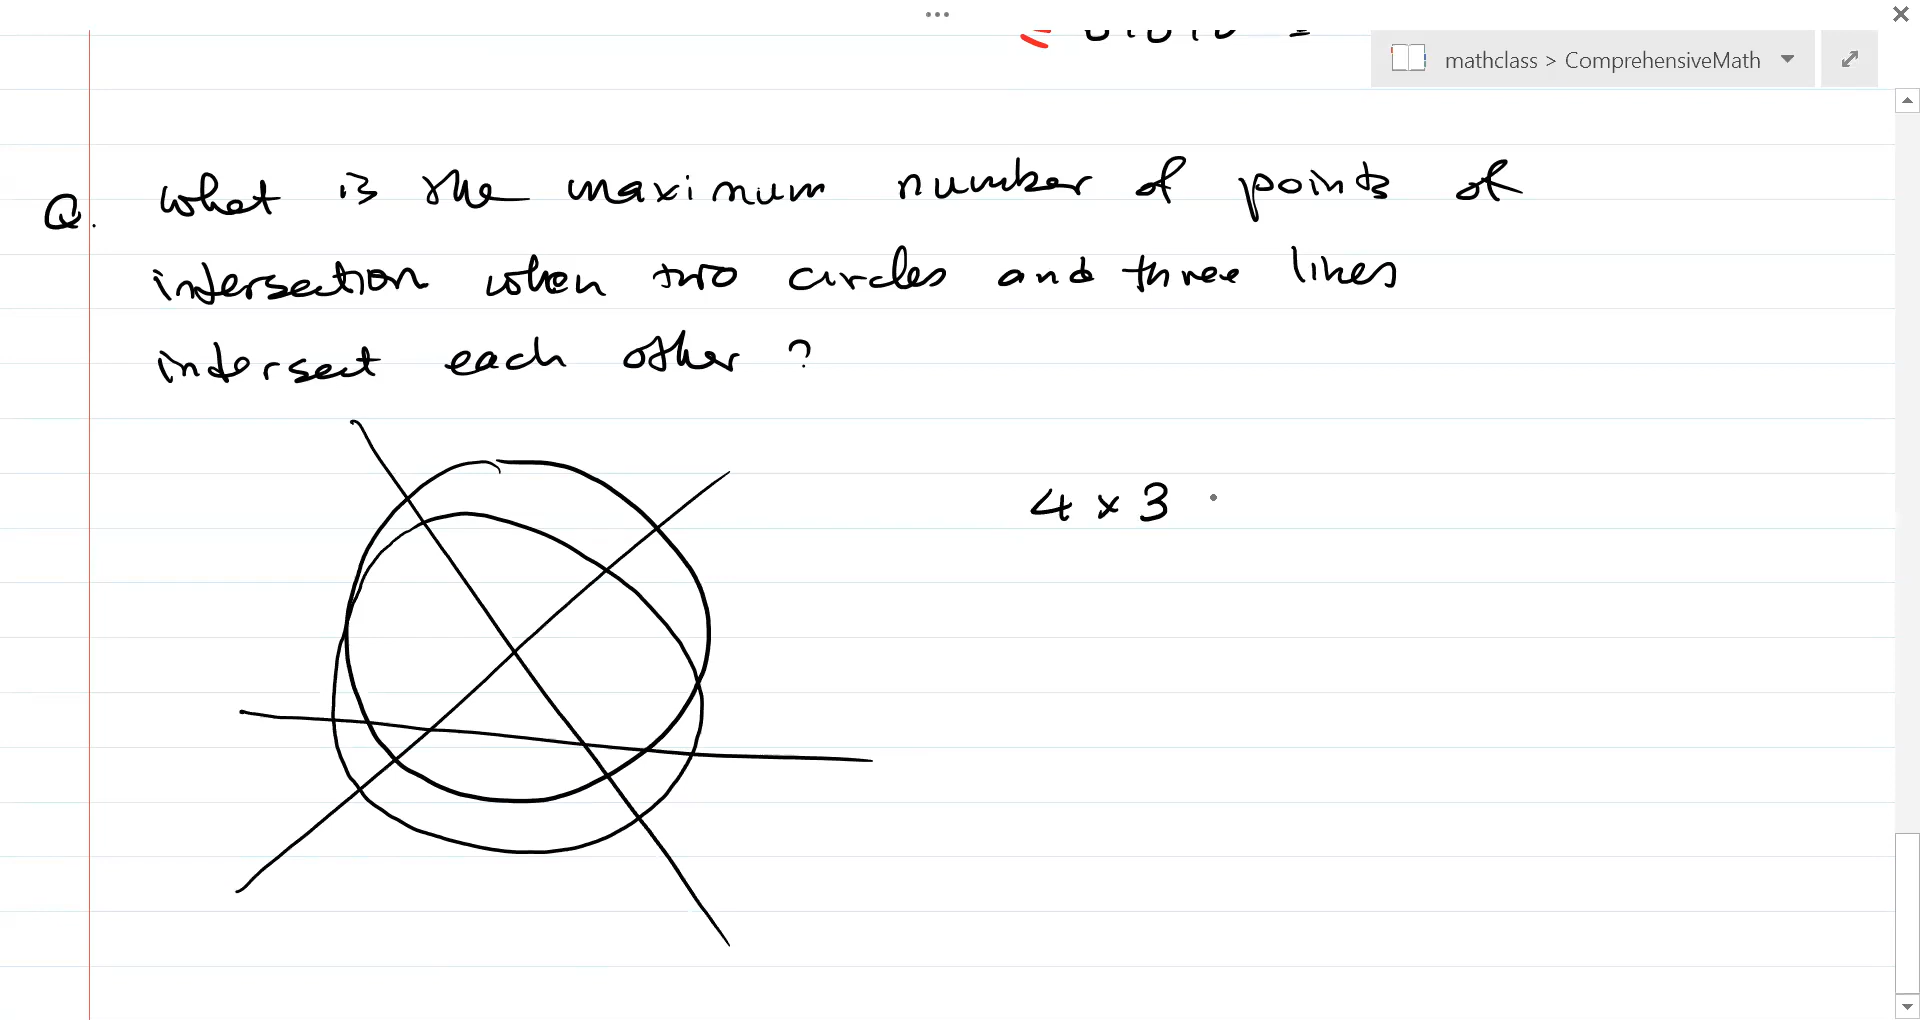 mathclass > ComprehensiveMath
Q. what is the maximum number of points of
intersection when two circles and three lines
intersect each other ?
4 x 3